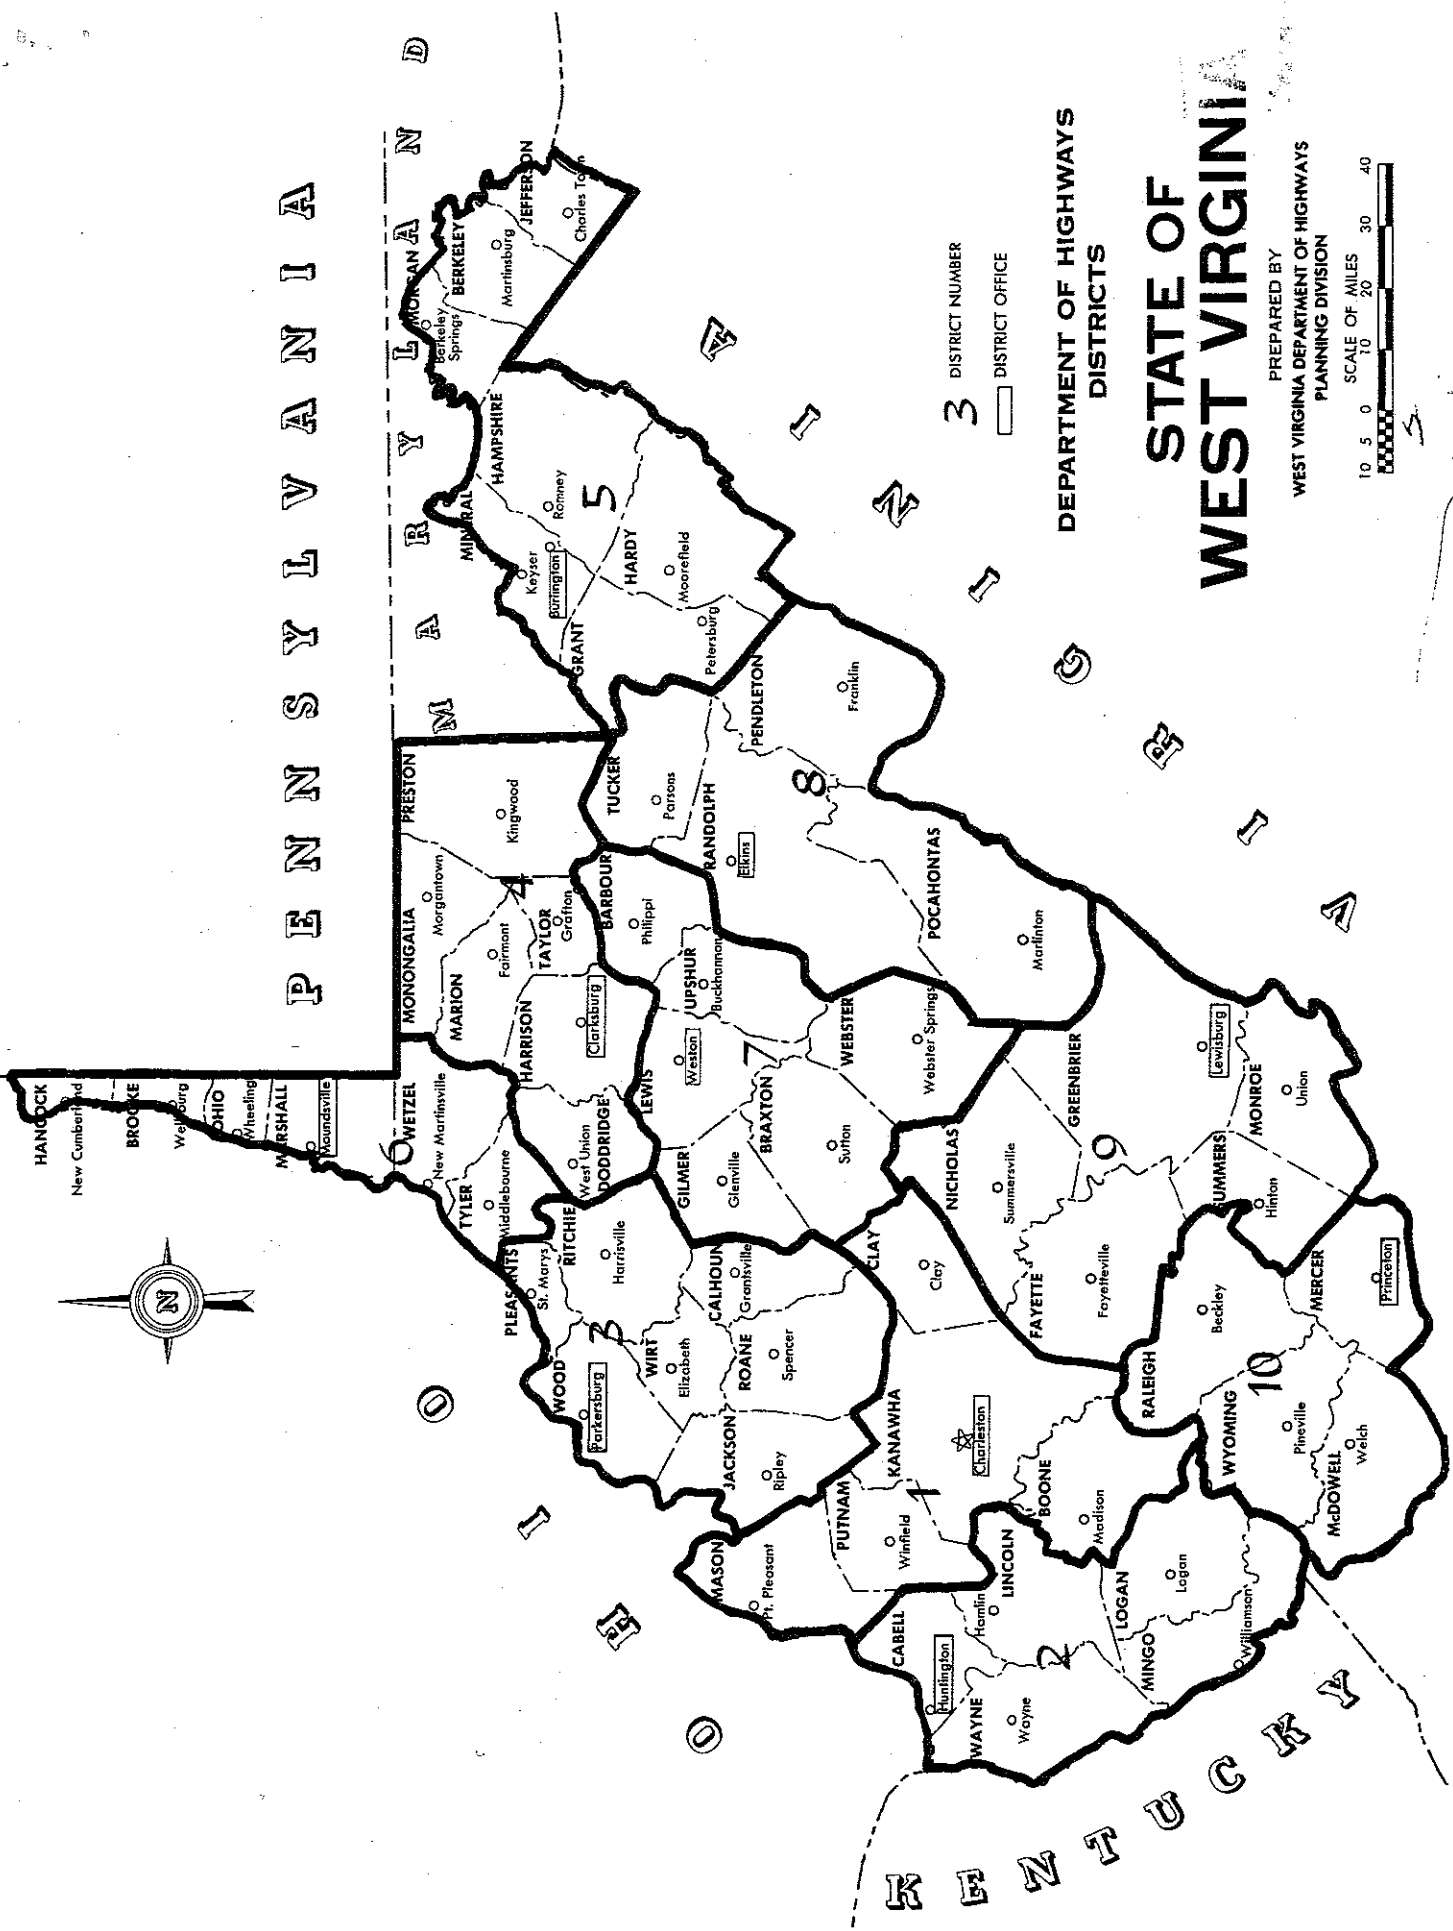 PENNSYLVANIA
MARYLAND
OHIO
KENTUCKY
VIRGINIA
N
HANCOCK
New Cumberland
BROOKE
Wellsburg
OHIO
Wheeling
MARSHALL
Moundsville
6
WETZEL
New Martinsville
TYLER
Middlebourne
PLEASANTS
St. Marys
RITCHIE
Harrisville
WOOD
Parkersburg
3
WIRT
Elizabeth
CALHOUN
Grantsville
ROANE
Spencer
JACKSON
Ripley
MONONGALIA
Morgantown
PRESTON
Kingwood
MARION
Fairmont
4
TAYLOR
Grafton
HARRISON
Clarksburg
DODDRIDGE
West Union
BARBOUR
Philippi
LEWIS
Weston
UPSHUR
Buckhannon
7
GILMER
Glenville
BRAXTON
Sutton
WEBSTER
Webster Springs
TUCKER
Parsons
RANDOLPH
Elkins
8
PENDLETON
Franklin
POCAHONTAS
Marlinton
MINERAL
Keyser
Burlington
HAMPSHIRE
Romney
5
GRANT
Petersburg
HARDY
Moorefield
MORGAN
Berkeley
Springs
BERKELEY
Martinsburg
JEFFERSON
Charles Town
MASON
Pt. Pleasant
PUTNAM
Winfield
1
KANAWHA
Charleston
CLAY
Clay
BOONE
Madison
CABELL
Huntington
WAYNE
Wayne
LINCOLN
Hamlin
2
LOGAN
Logan
MINGO
Williamson
NICHOLAS
Summersville
GREENBRIER
Lewisburg
9
FAYETTE
Fayetteville
SUMMERS
Hinton
MONROE
Union
RALEIGH
Beckley
10
WYOMING
Pineville
McDOWELL
Welch
MERCER
Princeton
3 DISTRICT NUMBER
DISTRICT OFFICE
DEPARTMENT OF HIGHWAYS
DISTRICTS
STATE OF
WEST VIRGINIA
PREPARED BY
WEST VIRGINIA DEPARTMENT OF HIGHWAYS
PLANNING DIVISION
SCALE OF MILES
10 5 0 10 20 30 40